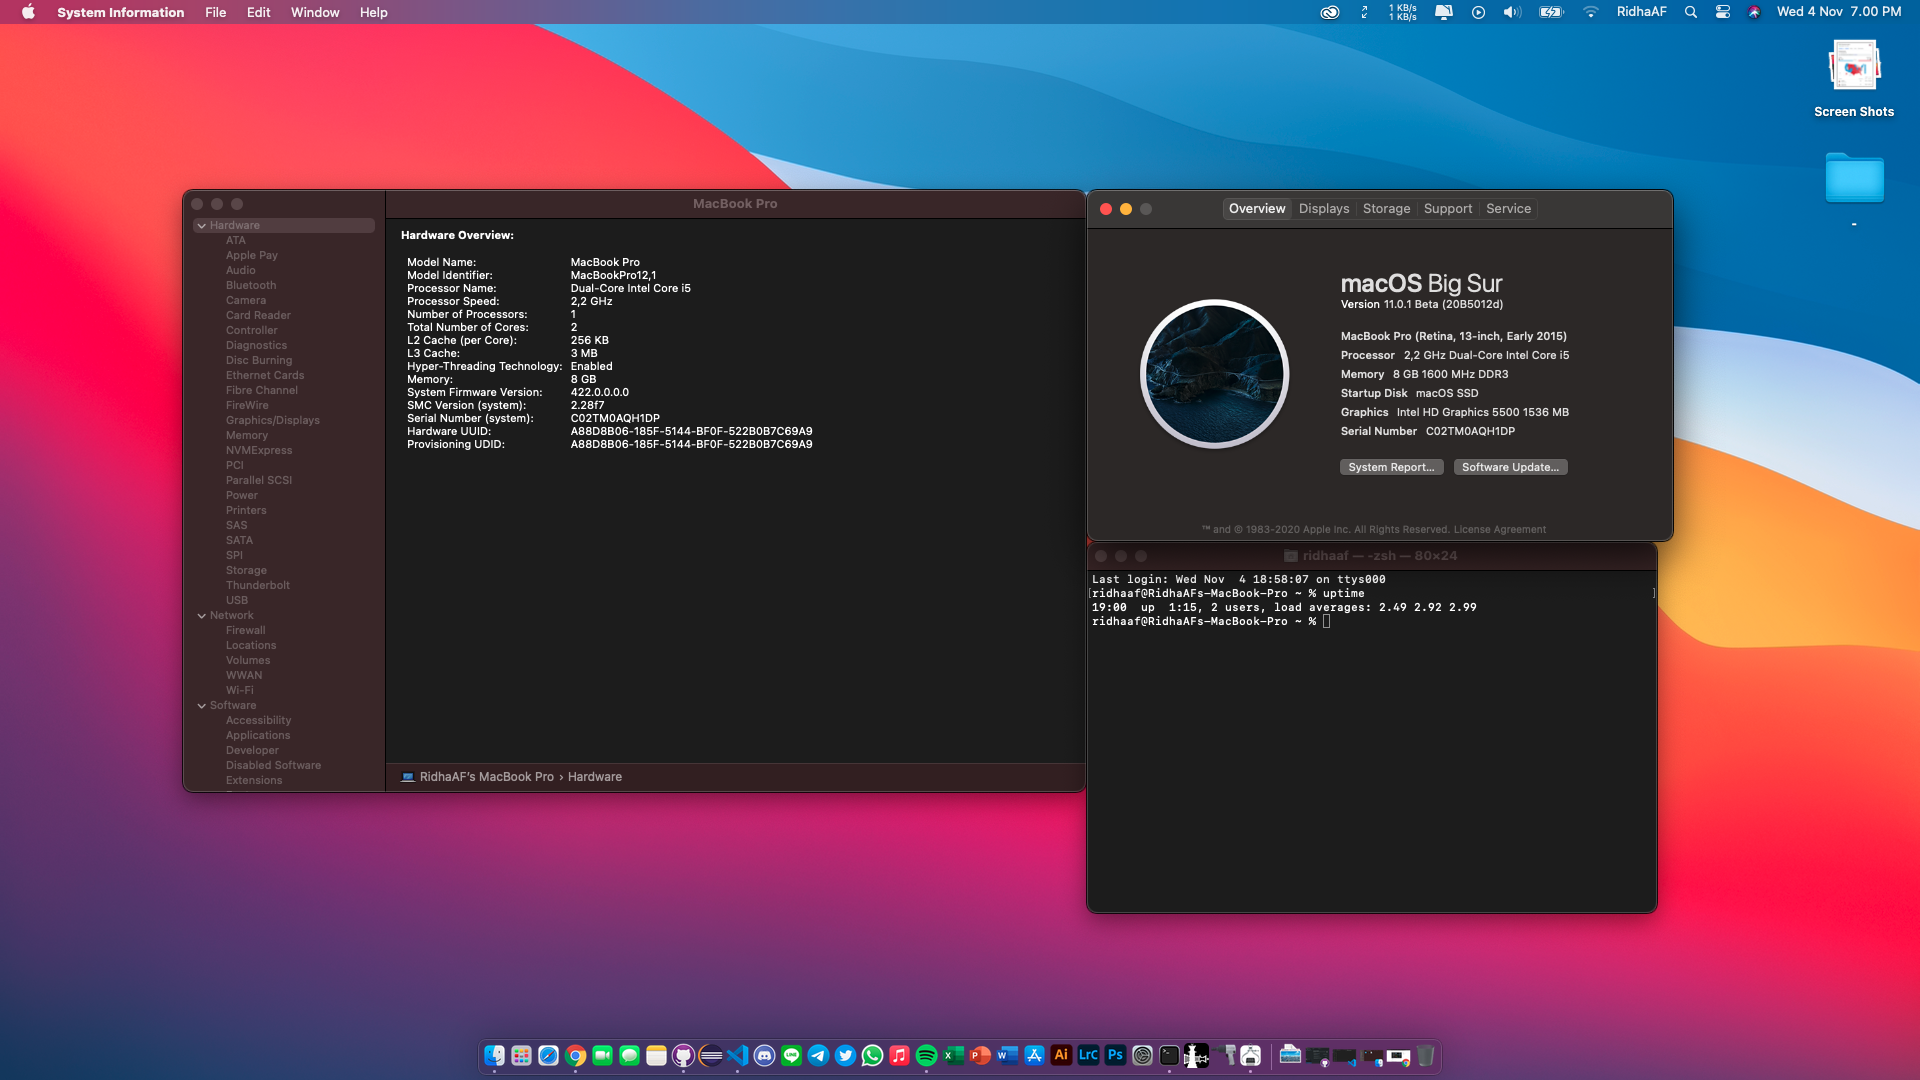 System Information File Edit Window Help
1 KB/s
1 KB/s
RidhaAF
Wed 4 Nov 7.00 PM
Screen Shots
-
MacBook Pro
Hardware
ATA
Apple Pay
Audio
Bluetooth
Camera
Card Reader
Controller
Diagnostics
Disc Burning
Ethernet Cards
Fibre Channel
FireWire
Graphics/Displays
Memory
NVMExpress
PCI
Parallel SCSI
Power
Printers
SAS
SATA
SPI
Storage
Thunderbolt
USB
Network
Firewall
Locations
Volumes
WWAN
Wi-Fi
Software
Accessibility
Applications
Developer
Disabled Software
Extensions
Hardware Overview:
Model Name: MacBook Pro
Model Identifier: MacBookPro12,1
Processor Name: Dual-Core Intel Core i5
Processor Speed: 2,2 GHz
Number of Processors: 1
Total Number of Cores: 2
L2 Cache (per Core): 256 KB
L3 Cache: 3 MB
Hyper-Threading Technology: Enabled
Memory: 8 GB
System Firmware Version: 422.0.0.0.0
SMC Version (system): 2.28f7
Serial Number (system): C02TM0AQH1DP
Hardware UUID: A88D8B06-185F-5144-BF0F-522B0B7C69A9
Provisioning UDID: A88D8B06-185F-5144-BF0F-522B0B7C69A9
RidhaAF's MacBook Pro › Hardware
Overview Displays Storage Support Service
macOS Big Sur
Version 11.0.1 Beta (20B5012d)
MacBook Pro (Retina, 13-inch, Early 2015)
Processor 2,2 GHz Dual-Core Intel Core i5
Memory 8 GB 1600 MHz DDR3
Startup Disk macOS SSD
Graphics Intel HD Graphics 5500 1536 MB
Serial Number C02TM0AQH1DP
System Report... Software Update...
™ and © 1983-2020 Apple Inc. All Rights Reserved. License Agreement
ridhaaf — -zsh — 80×24
Last login: Wed Nov  4 18:58:07 on ttys000
[ridhaaf@RidhaAFs-MacBook-Pro ~ % uptime ]
19:00  up  1:15, 2 users, load averages: 2.49 2.92 2.99
ridhaaf@RidhaAFs-MacBook-Pro ~ %
Ai LrC Ps